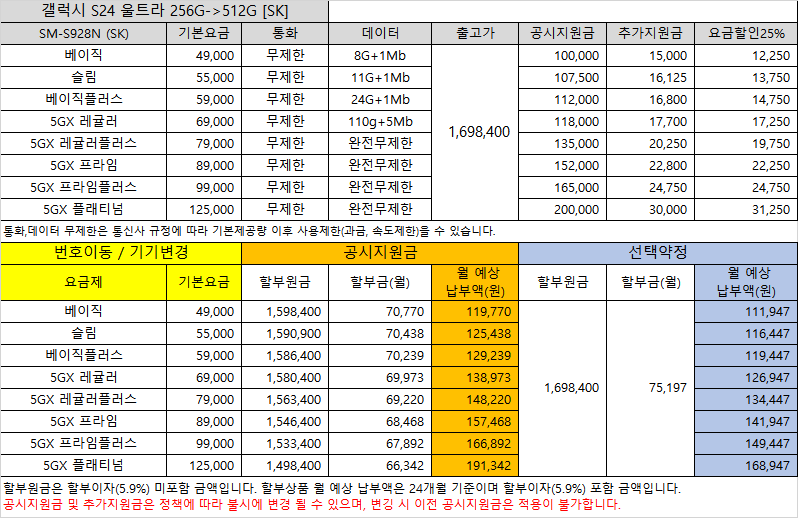 갤럭시 S24 울트라 256G->512G [SK]
SM-S928N (SK) 기본요금 통화 데이터 출고가 공시지원금 추가지원금 요금할인25%
베이직 49,000 무제한 8G+1Mb 100,000 15,000 12,250
슬림 55,000 무제한 11G+1Mb 107,500 16,125 13,750
베이직플러스 59,000 무제한 24G+1Mb 112,000 16,800 14,750
5GX 레귤러 69,000 무제한 110g+5Mb 1,698,400 118,000 17,700 17,250
5GX 레귤러플러스 79,000 무제한 완전무제한 135,000 20,250 19,750
5GX 프라임 89,000 무제한 완전무제한 152,000 22,800 22,250
5GX 프라임플러스 99,000 무제한 완전무제한 165,000 24,750 24,750
5GX 플래티넘 125,000 무제한 완전무제한 200,000 30,000 31,250
통화,데이터 무제한은 통신사 규정에 따라 기본제공량 이후 사용제한(과금, 속도제한)을 수 있습니다.
번호이동 / 기기변경 공시지원금 선택약정
요금제 기본요금 할부원금 할부금(월) 월 예상 납부액(원) 할부원금 할부금(월) 월 예상 납부액(원)
베이직 49,000 1,598,400 70,770 119,770 111,947
슬림 55,000 1,590,900 70,438 125,438 116,447
베이직플러스 59,000 1,586,400 70,239 129,239 119,447
5GX 레귤러 69,000 1,580,400 69,973 138,973 1,698,400 75,197 126,947
5GX 레귤러플러스 79,000 1,563,400 69,220 148,220 134,447
5GX 프라임 89,000 1,546,400 68,468 157,468 141,947
5GX 프라임플러스 99,000 1,533,400 67,892 166,892 149,447
5GX 플래티넘 125,000 1,498,400 66,342 191,342 168,947
할부원금은 할부이자(5.9%) 미포함 금액입니다. 할부상품 월 예상 납부은 24개월 기준이며 할부이자(5.9%) 포함 금액입니다.
공시지원금 및 추가지원금은 정책에 따라 불시에 변경 될 수 있으며, 변경 시 이전 공시지원금은 적용이 불가합니다.